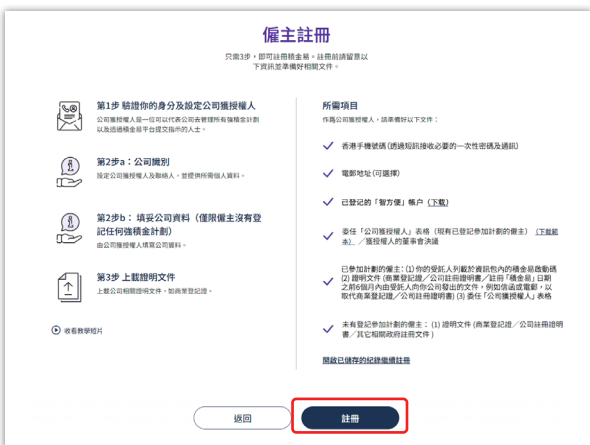 僱主註冊
只需3步，即可註冊積金易。註冊前請留意以
下資訊並準備好相關文件。
第1步 驗證你的身分及設定公司獲授權人
公司獲授權人是一位可以代表公司去管理所有強積金計劃
以及透過積金易平台提交指示的人士。
第2步a：公司識別
設定公司獲授權人及聯絡人，並提供所需個人資料。
第2步b： 填妥公司資料（僅限僱主沒有登
記任何強積金計劃）
由公司獲授權人填寫公司資料。
第3步 上載證明文件
上載公司相關證明文件，如商業登記證。
收看教學短片
所需項目
作爲公司獲授權人，請準備好以下文件：
香港手機號碼 (透過短訊接收必要的一次性密碼及通訊)
電郵地址 (可選擇)
已登記的「智方便」帳户 (下載)
委任「公司獲授權人」表格（現有已登記參加計劃的僱主） (下載範
本) ／獲授權人的董事會決議
已參加計劃的僱主：(1) 你的受託人列載於資訊包內的積金易啟動碼
(2) 證明文件 (商業登記證／公司註冊證明書／註冊「積金易」日期
之前6個月內由受託人向你公司發出的文件，例如信函或電郵，以
取代商業登記證／公司註冊證明書) (3) 委任「公司獲授權人」表格
未有登記參加計劃的僱主： (1) 證明文件 (商業登記證／公司註冊證明
書／其它相關政府註冊文件 )
開啟已儲存的紀錄繼續註冊
返回
註冊